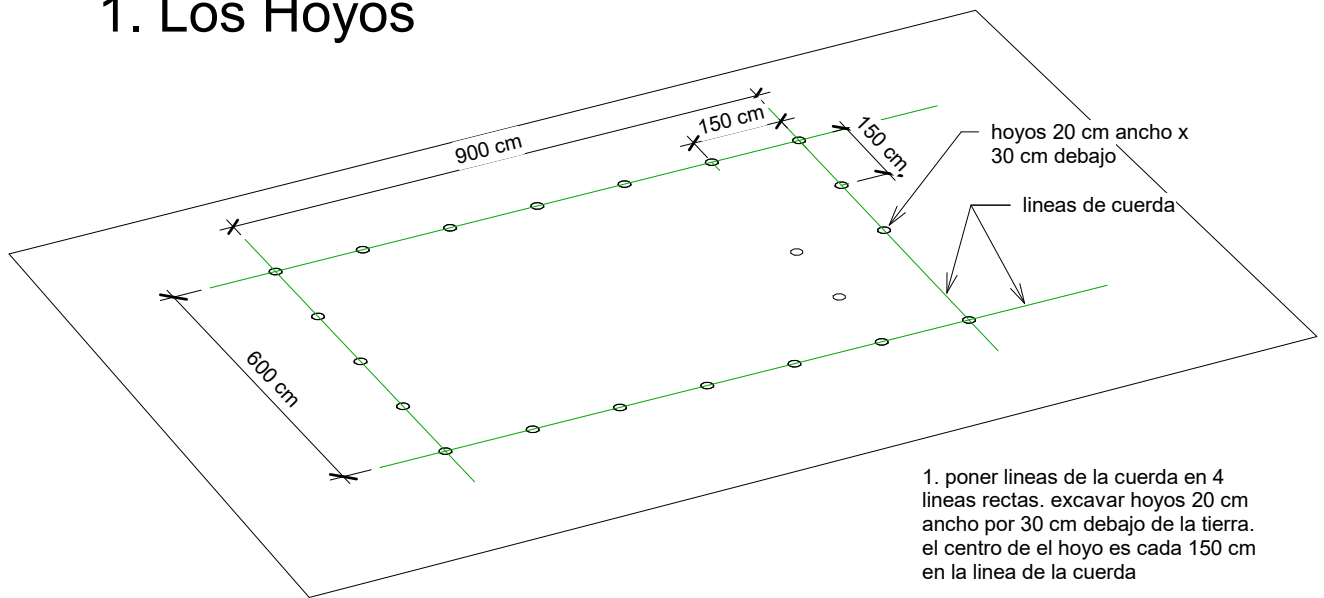 1. Los Hoyos
900 cm
150 cm
150 cm
hoyos 20 cm ancho x
30 cm debajo
lineas de cuerda
600 cm
1. poner lineas de la cuerda en 4
lineas rectas. excavar hoyos 20 cm
ancho por 30 cm debajo de la tierra.
el centro de el hoyo es cada 150 cm
en la linea de la cuerda